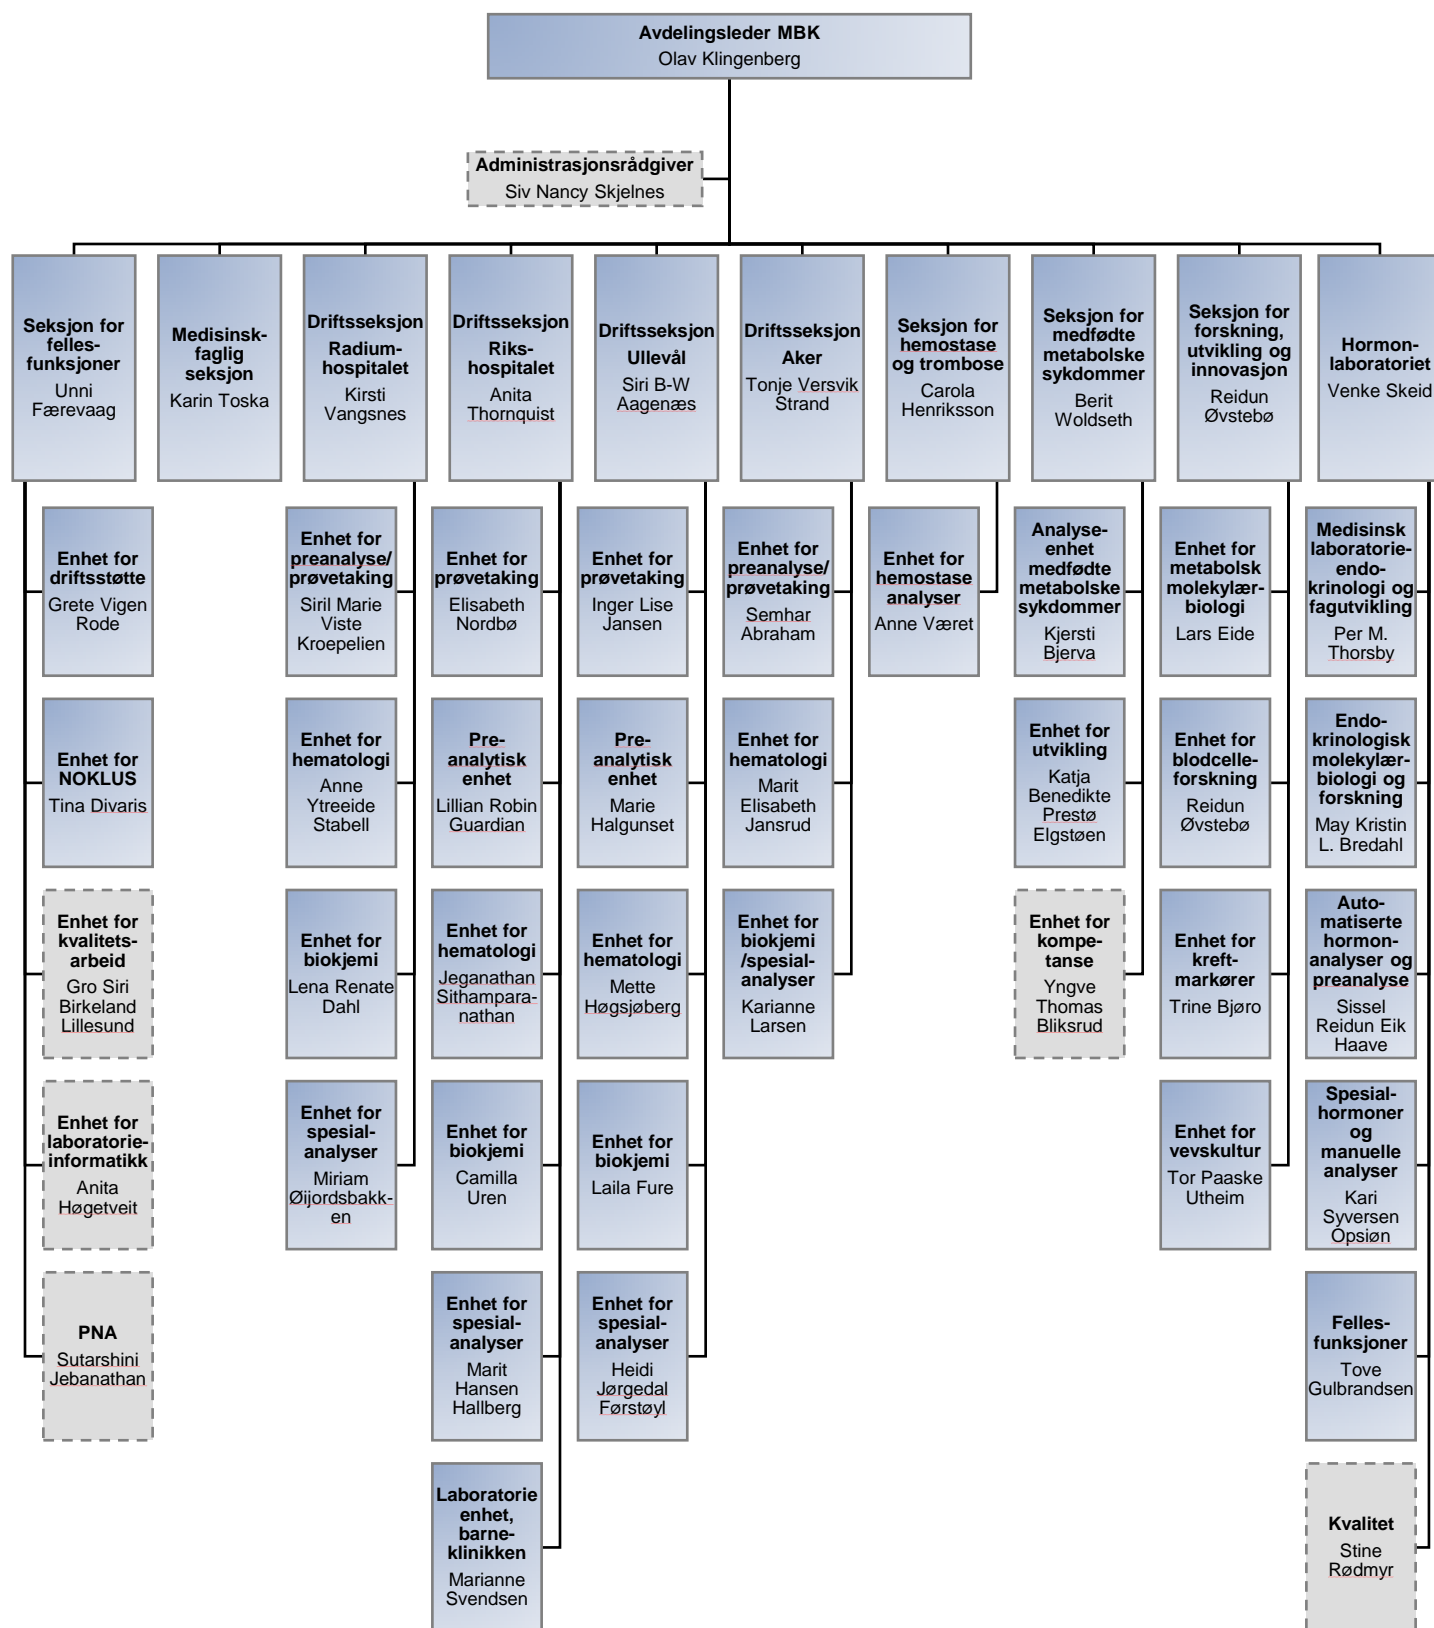 Avdelingsleder MBK
Olav Klingenberg
Administrasjonsrådgiver
Siv Nancy Skjelnes
Seksjon for
felles-
funksjoner
Unni
Færevaag
Medisinsk-
faglig
seksjon
Karin Toska
Driftsseksjon
Radium-
hospitalet
Kirsti
Vangsnes
Driftsseksjon
Riks-
hospitalet
Anita
Thornquist
Driftsseksjon
Ullevål
Siri B-W
Aagenæs
Driftsseksjon
Aker
Tonje Versvik
Strand
Seksjon for
hemostase
og trombose
Carola
Henriksson
Seksjon for
medfødte
metabolske
sykdommer
Berit
Woldseth
Seksjon for
forskning,
utvikling og
innovasjon
Reidun
Øvstebø
Hormon-
laboratoriet
Venke Skeid
Enhet for
driftsstøtte
Grete Vigen
Rode
Enhet for
NOKLUS
Tina Divaris
Enhet for
kvalitets-
arbeid
Gro Siri
Birkeland
Lillesund
Enhet for
laboratorie-
informatikk
Anita
Høgetveit
PNA
Sutarshini
Jebanathan
Enhet for
preanalyse/
prøvetaking
Siril Marie
Viste
Kroepelien
Enhet for
hematologi
Anne
Ytreeide
Stabell
Enhet for
biokjemi
Lena Renate
Dahl
Enhet for
spesial-
analyser
Miriam
Øijordsbakk-
en
Enhet for
prøvetaking
Elisabeth
Nordbø
Pre-
analytisk
enhet
Lillian Robin
Guardian
Enhet for
hematologi
Jeganathan
Sithampara-
nathan
Enhet for
biokjemi
Camilla
Uren
Enhet for
spesial-
analyser
Marit
Hansen
Hallberg
Laboratorie
enhet,
barne-
klinikken
Marianne
Svendsen
Enhet for
prøvetaking
Inger Lise
Jansen
Pre-
analytisk
enhet
Marie
Halgunset
Enhet for
hematologi
Mette
Høgsjøberg
Enhet for
biokjemi
Laila Fure
Enhet for
spesial-
analyser
Heidi
Jørgedal
Førstøyl
Enhet for
preanalyse/
prøvetaking
Semhar
Abraham
Enhet for
hematologi
Marit
Elisabeth
Jansrud
Enhet for
biokjemi
/spesial-
analyser
Karianne
Larsen
Enhet for
hemostase
analyser
Anne Været
Analyse-
enhet
medfødte
metabolske
sykdommer
Kjersti
Bjerva
Enhet for
utvikling
Katja
Benedikte
Prestø
Elgstøen
Enhet for
kompe-
tanse
Yngve
Thomas
Bliksrud
Enhet for
metabolsk
molekylær-
biologi
Lars Eide
Enhet for
blodcelle-
forskning
Reidun
Øvstebø
Enhet for
kreft-
markører
Trine Bjøro
Enhet for
vevskultur
Tor Paaske
Utheim
Medisinsk
laboratorie-
endo-
krinologi og
fagutvikling
Per M.
Thorsby
Endo-
krinologisk
molekylær-
biologi og
forskning
May Kristin
L. Bredahl
Auto-
matiserte
hormon-
analyser og
preanalyse
Sissel
Reidun Eik
Haave
Spesial-
hormoner
og
manuelle
analyser
Kari
Syversen
Opsiøn
Felles-
funksjoner
Tove
Gulbrandsen
Kvalitet
Stine
Rødmyr